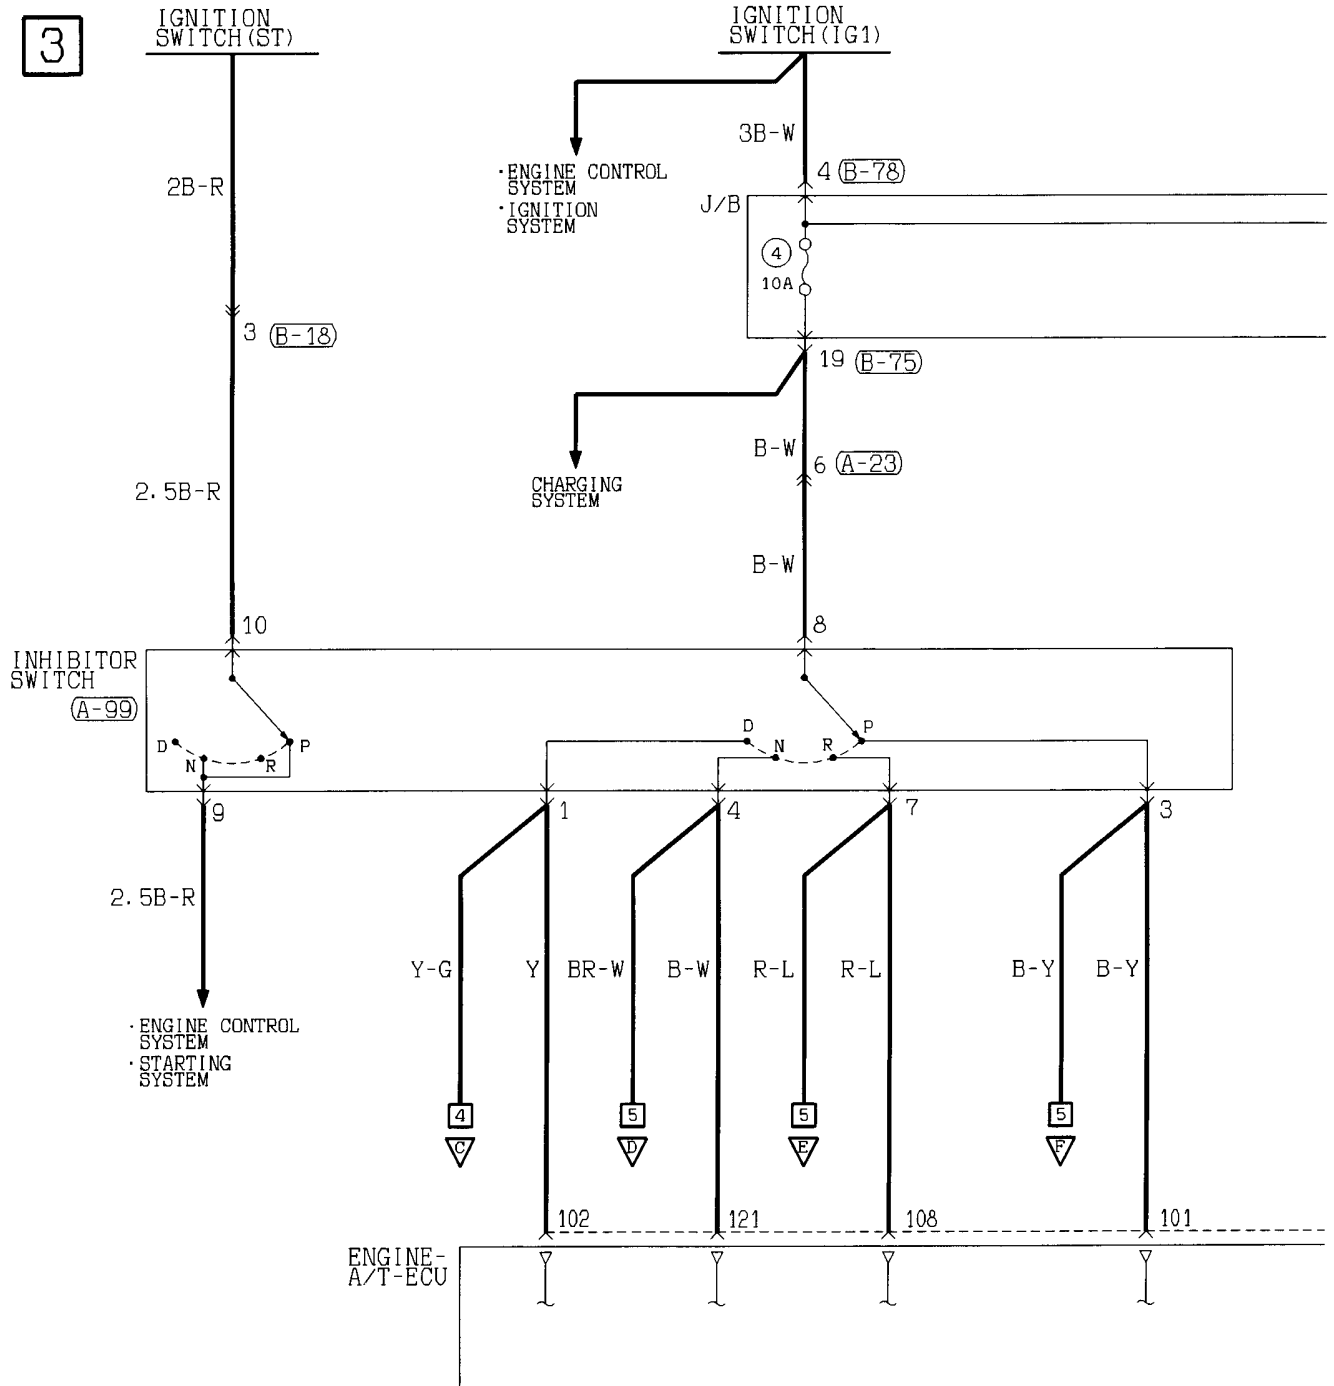 3
IGNITION
SWITCH(ST)
IGNITION
SWITCH(IG1)
3B-W
·ENGINE CONTROL
SYSTEM
·IGNITION
SYSTEM
4 (B-78)
2B-R
J/B
4
10A
3 (B-18)
19 (B-75)
B-W
6 (A-23)
CHARGING
SYSTEM
2.5B-R
B-W
10
8
INHIBITOR
SWITCH
(A-99)
D
N
R
P
D
N
R
P
9
1
4
7
3
2.5B-R
Y-G
Y
BR-W
B-W
R-L
R-L
B-Y
B-Y
·ENGINE CONTROL
SYSTEM
·STARTING
SYSTEM
4
5
5
5
C
D
E
F
102
121
108
101
ENGINE-
A/T-ECU